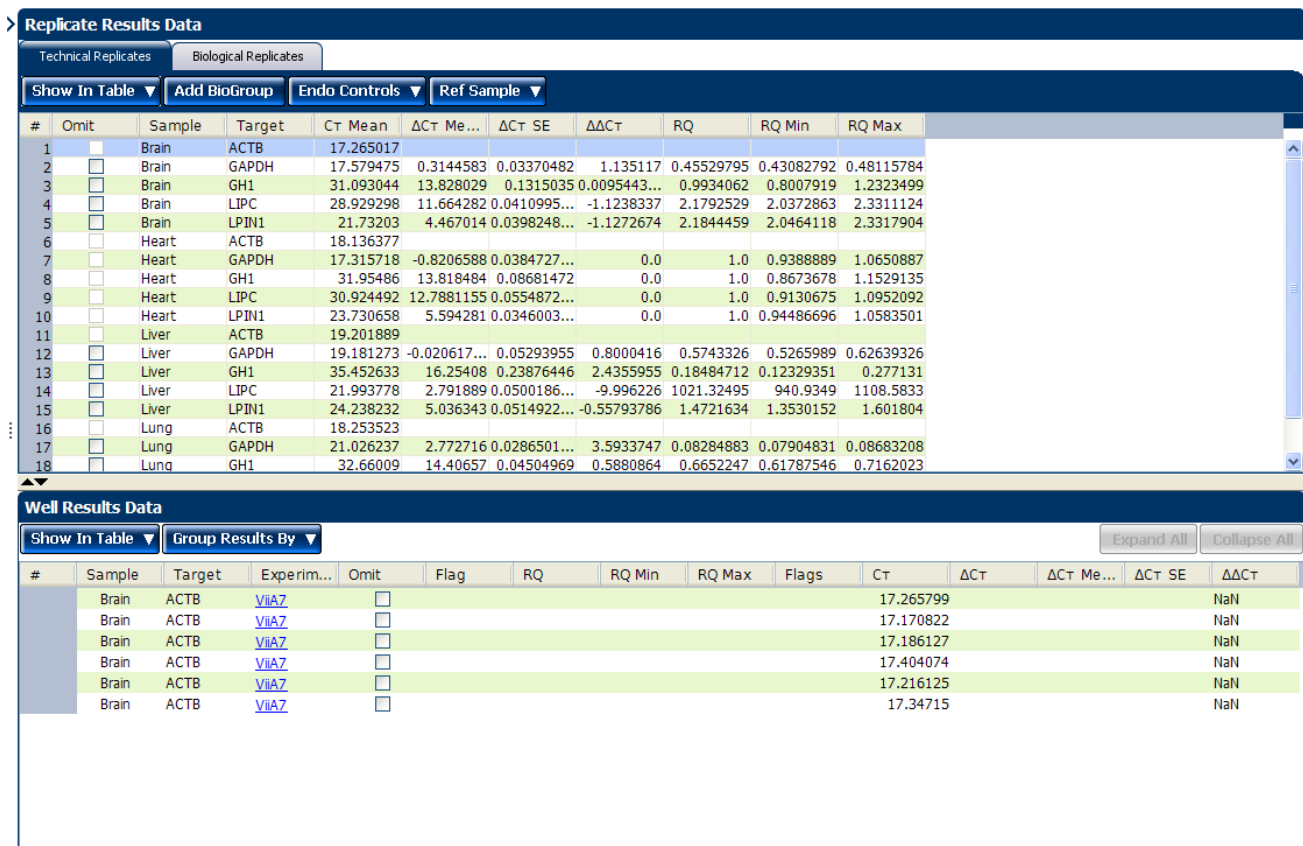 Replicate Results Data
Technical Replicates Biological Replicates
Show In Table ▼ Add BioGroup Endo Controls ▼ Ref Sample ▼
# Omit Sample Target Cᴛ Mean ΔCᴛ Me... ΔCᴛ SE ΔΔCᴛ RQ RQ Min RQ Max
1 Brain ACTB 17.265017
2 Brain GAPDH 17.579475 0.3144583 0.03370482 1.135117 0.45529795 0.43082792 0.48115784
3 Brain GH1 31.093044 13.828029 0.1315035 0.0095443... 0.9934062 0.8007919 1.2323499
4 Brain LIPC 28.929298 11.664282 0.0410995... -1.1238337 2.1792529 2.0372863 2.3311124
5 Brain LPIN1 21.73203 4.467014 0.0398248... -1.1272674 2.1844459 2.0464118 2.3317904
6 Heart ACTB 18.136377
7 Heart GAPDH 17.315718 -0.8206588 0.0384727... 0.0 1.0 0.9388889 1.0650887
8 Heart GH1 31.95486 13.818484 0.08681472 0.0 1.0 0.8673678 1.1529135
9 Heart LIPC 30.924492 12.7881155 0.0554872... 0.0 1.0 0.9130675 1.0952092
10 Heart LPIN1 23.730658 5.594281 0.0346003... 0.0 1.0 0.94486696 1.0583501
11 Liver ACTB 19.201889
12 Liver GAPDH 19.181273 -0.020617... 0.05293955 0.8000416 0.5743326 0.5265989 0.62639326
13 Liver GH1 35.452633 16.25408 0.23876446 2.4355955 0.18484712 0.12329351 0.277131
14 Liver LIPC 21.993778 2.791889 0.0500186... -9.996226 1021.32495 940.9349 1108.5833
15 Liver LPIN1 24.238232 5.036343 0.0514922... -0.55793786 1.4721634 1.3530152 1.601804
16 Lung ACTB 18.253523
17 Lung GAPDH 21.026237 2.772716 0.0286501... 3.5933747 0.08284883 0.07904831 0.08683208
18 Lung GH1 32.66009 14.40657 0.04504969 0.5880864 0.6652247 0.61787546 0.7162023
Well Results Data
Show In Table ▼ Group Results By ▼ Expand All Collapse All
# Sample Target Experim... Omit Flag RQ RQ Min RQ Max Flags Cᴛ ΔCᴛ ΔCᴛ Me... ΔCᴛ SE ΔΔCᴛ
Brain ACTB ViiA7 17.265799 NaN
Brain ACTB ViiA7 17.170822 NaN
Brain ACTB ViiA7 17.186127 NaN
Brain ACTB ViiA7 17.404074 NaN
Brain ACTB ViiA7 17.216125 NaN
Brain ACTB ViiA7 17.34715 NaN